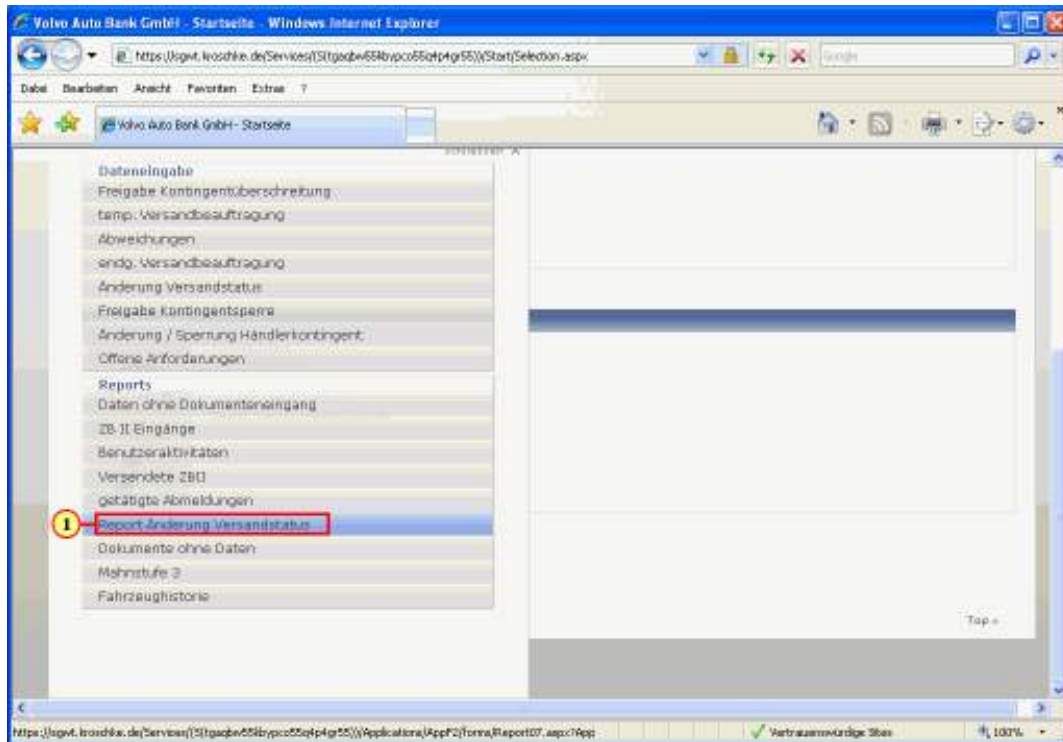 Volvo Auto Bank GmbH - Startseite - Windows Internet Explorer
Google
Datei Bearbeiten Ansicht Favoriten Extras ?
Volvo Auto Bank GmbH - Startseite
Dateneingabe
Freigabe Kontingentüberschreitung
temp. Versandbeauftragung
Abweichungen
endg. Versandbeauftragung
Änderung Versandstatus
Freigabe Kontingentsperre
Änderung / Sperrung Händlerkontingent
Offene Anforderungen
Reports
Daten ohne Dokumenteneingang
ZB II Eingänge
Benutzeraktivitäten
Versendete ZBII
getätigte Abmeldungen
1
Report Änderung Versandstatus
Dokumente ohne Daten
Mahnstufe 3
Fahrzeughistorie
Top
Vertrauenswürdige Sites 100%